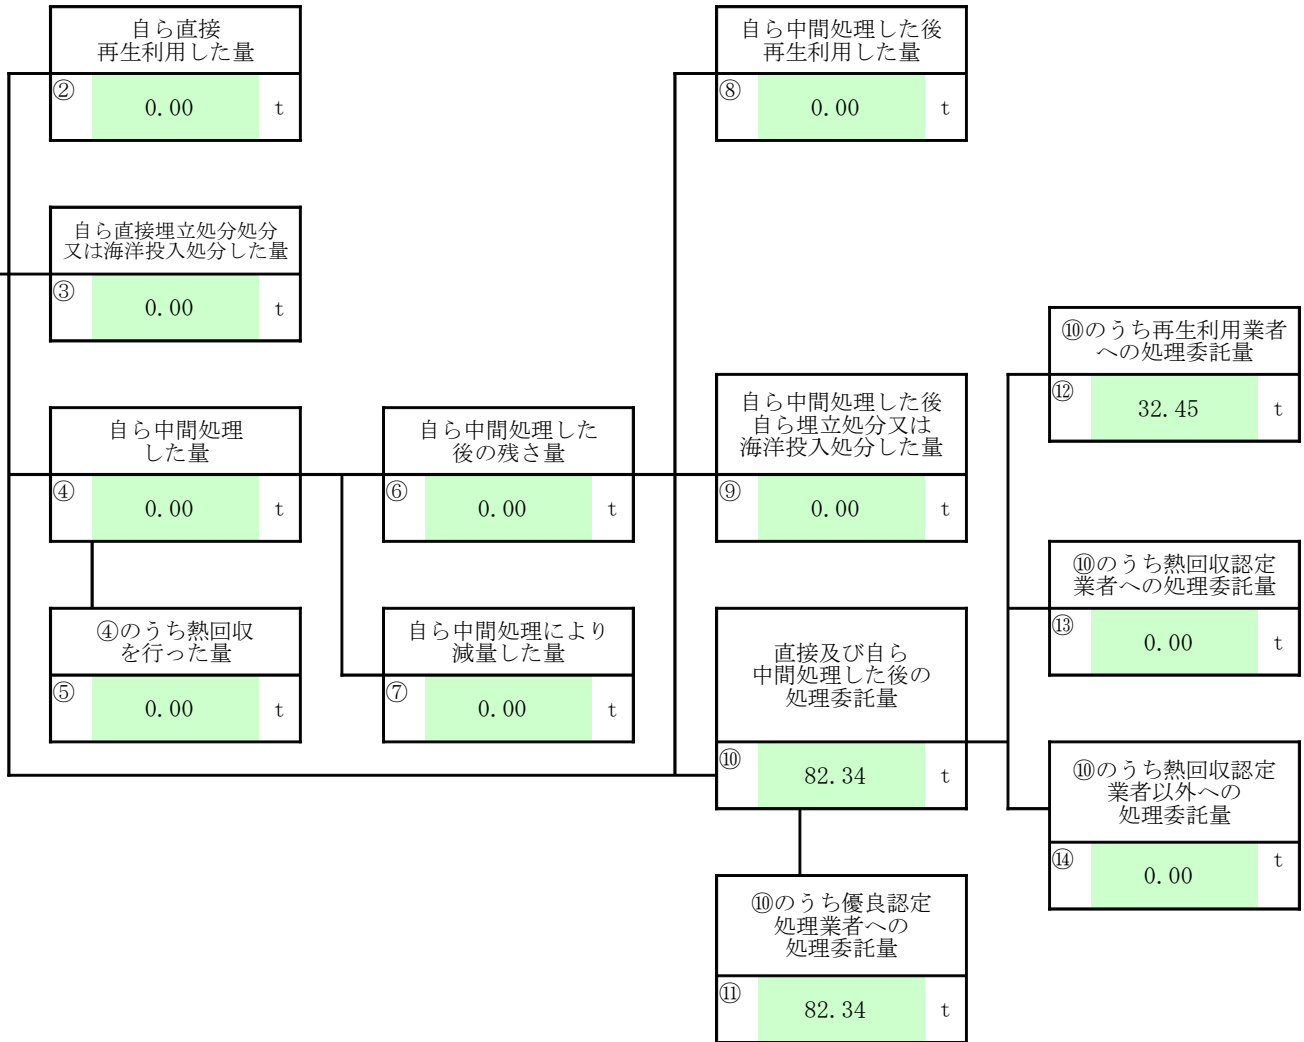 自ら直接
再生利用した量
② 0.00 t
自ら中間処理した後
再生利用した量
⑧ 0.00 t
自ら直接埋立処分処分
又は海洋投入処分した量
③ 0.00 t
⑩のうち再生利用業者
への処理委託量
⑫ 32.45 t
自ら中間処理
した量
④ 0.00 t
自ら中間処理した
後の残さ量
⑥ 0.00 t
自ら中間処理した後
自ら埋立処分又は
海洋投入処分した量
⑨ 0.00 t
⑩のうち熱回収認定
業者への処理委託量
⑬ 0.00 t
④のうち熱回収
を行った量
⑤ 0.00 t
自ら中間処理により
減量した量
⑦ 0.00 t
直接及び自ら
中間処理した後の
処理委託量
⑩ 82.34 t
⑩のうち熱回収認定
業者以外への
処理委託量
⑭ 0.00 t
⑩のうち優良認定
処理業者への
処理委託量
⑪ 82.34 t